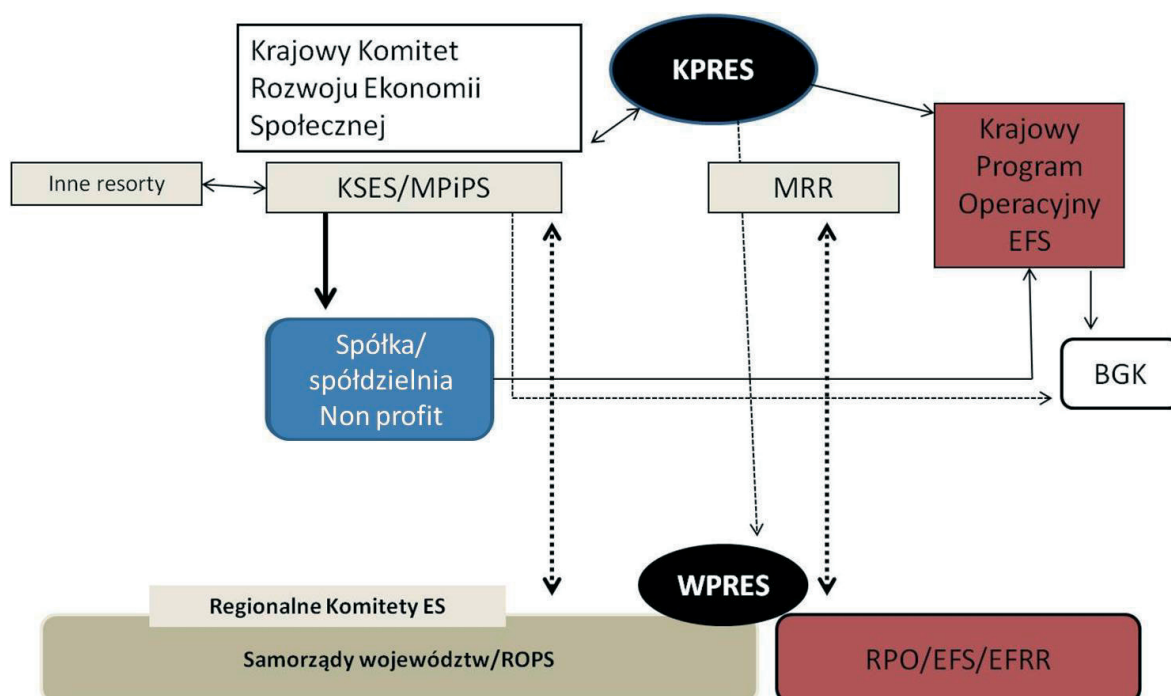 Krajowy Komitet
Rozwoju Ekonomii
Społecznej
KPRES
Krajowy
Program
Operacyjny
EFS
Inne resorty
KSES/MPiPS
MRR
Spółka/
spółdzielnia
Non profit
BGK
WPRES
Regionalne Komitety ES
Samorządy województw/ROPS
RPO/EFS/EFRR